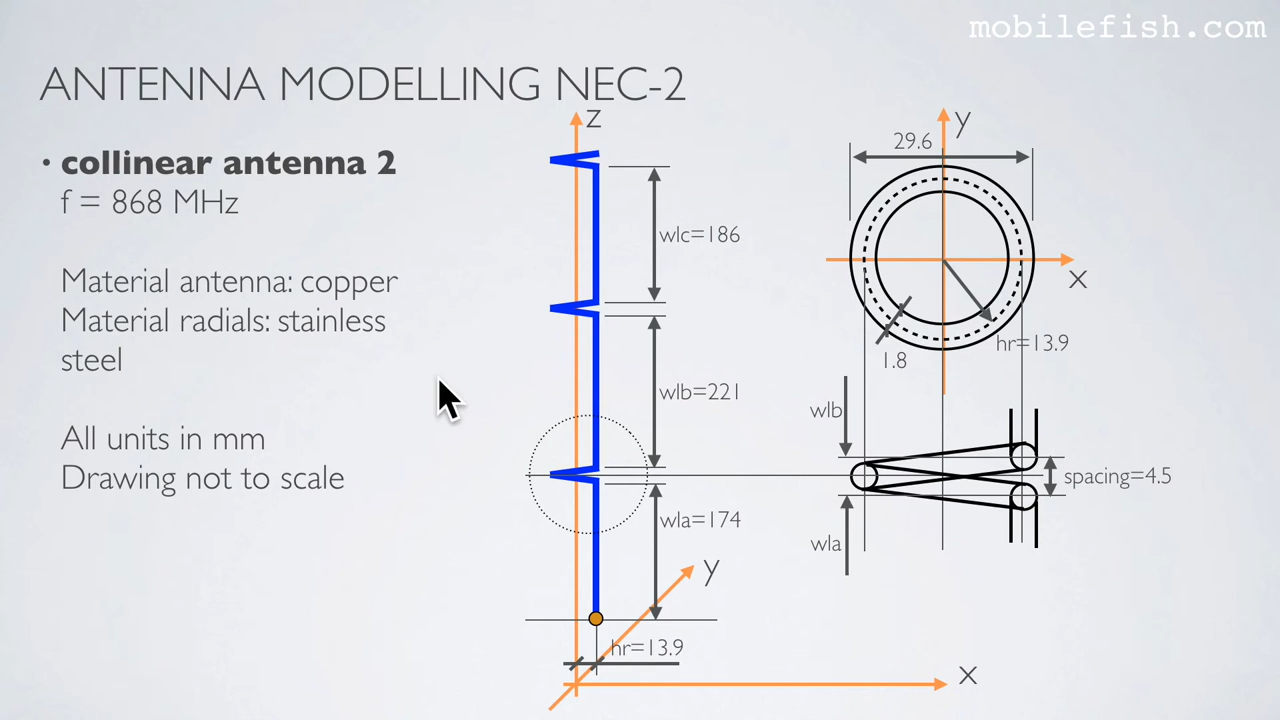 mobilefish.com
ANTENNA MODELLING NEC-2
• collinear antenna 2
f = 868 MHz
Material antenna: copper
Material radials: stainless
steel
All units in mm
Drawing not to scale
z
wlc=186
wlb=221
wla=174
y
hr=13.9
x
y
29.6
x
hr=13.9
1.8
wlb
spacing=4.5
wla